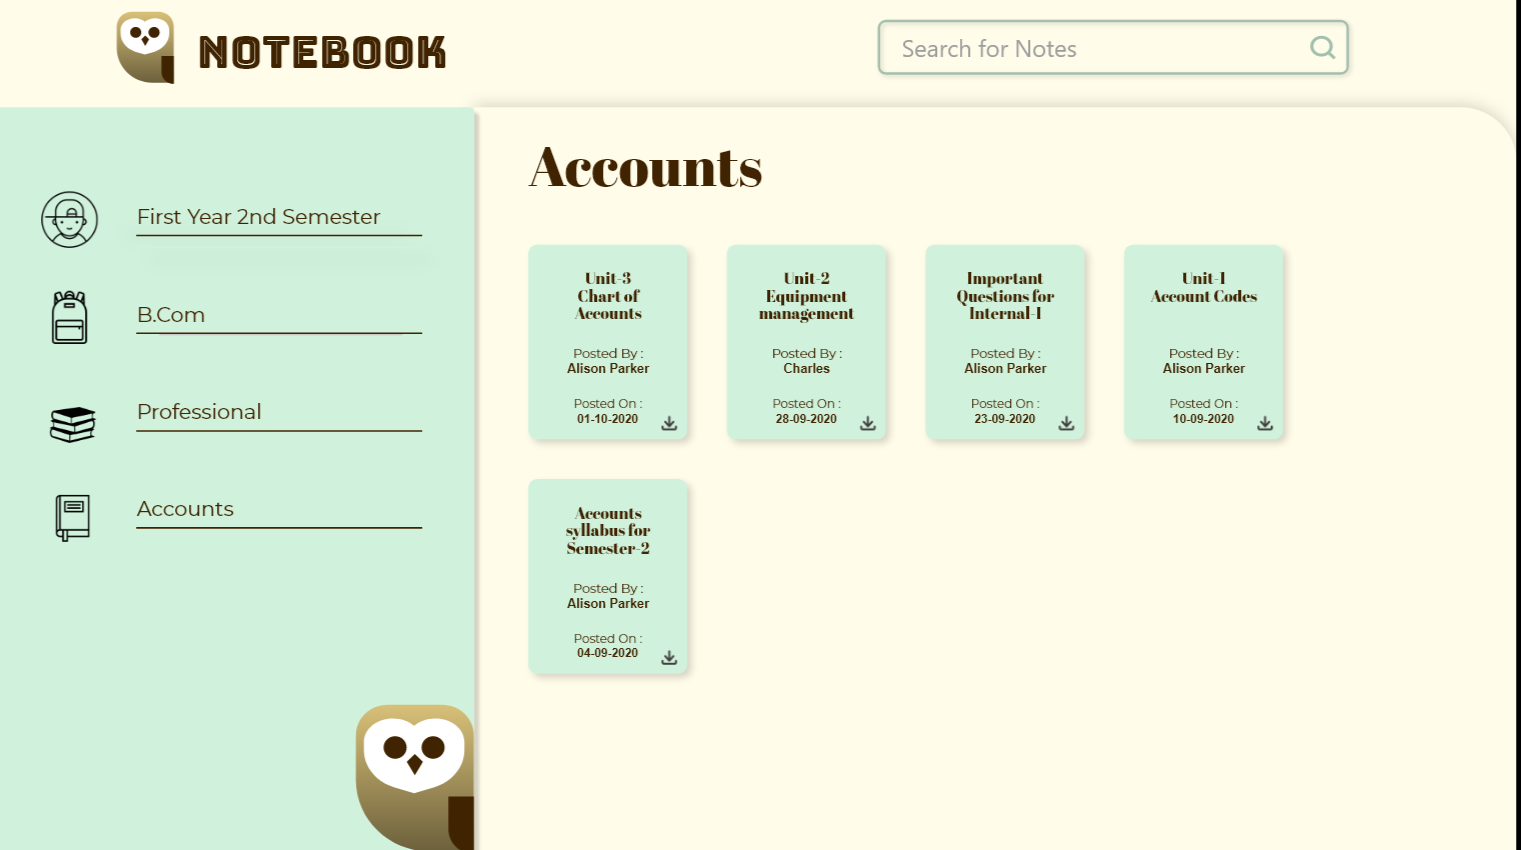 NOTEBOOK
Search for Notes
First Year 2nd Semester
B.Com
Professional
Accounts
Accounts
Unit-3
Chart of
Accounts
Posted By :
Alison Parker
Posted On :
01-10-2020
Unit-2
Equipment
management
Posted By :
Charles
Posted On :
28-09-2020
Important
Questions for
Internal-I
Posted By :
Alison Parker
Posted On :
23-09-2020
Unit-I
Account Codes
Posted By :
Alison Parker
Posted On :
10-09-2020
Accounts
syllabus for
Semester-2
Posted By :
Alison Parker
Posted On :
04-09-2020